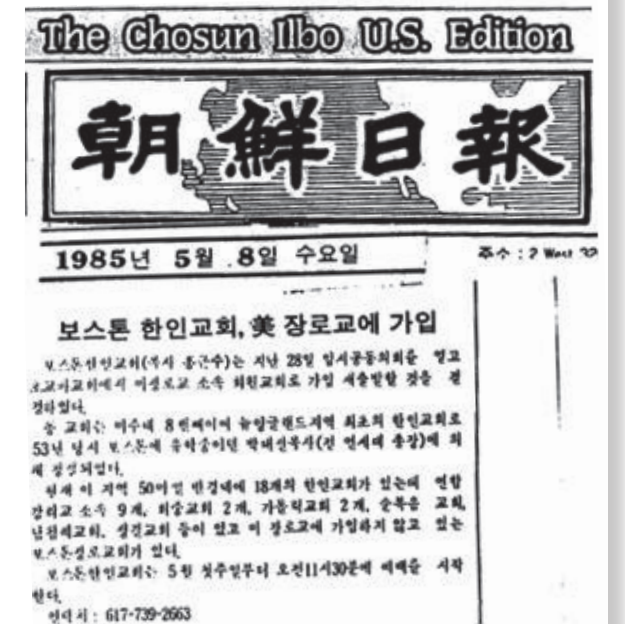 The Chosun Ilbo U.S. Edition
朝鮮日報
1985년 5월 8일 수요일
주소 : 2 West 32
보스톤 한인교회, 美 장로교에 가입
보스톤한인교회(목사 홍근수)는 지난 28일 임시공동의회를 열고
초교파교회에서 미장로교 소속 회원교회로 가입 새출발할 것을 결
정하였다.
동 교회는 미주내 8번째이며 뉴잉글랜드지역 최초의 한인교회로
53년 당시 보스톤에 유학중이던 박대선목사(전 연세대 총장)에 의
해 창설되었다.
현재 이 지역 50마일 반경내에 18개의 한인교회가 있는데 연합
감리교 소속 9개, 회중교회 2개, 가톨릭교회 2개, 순복음 교회,
남침례교회, 성결교회 등이 있고 미 장로교에 가입하지 않고 있는
보스톤장로교회가 있다.
보스톤한인교회는 5월 첫주일부터 오전11시30분에 예배를 시작
한다.
연락처 : 617-739-2663